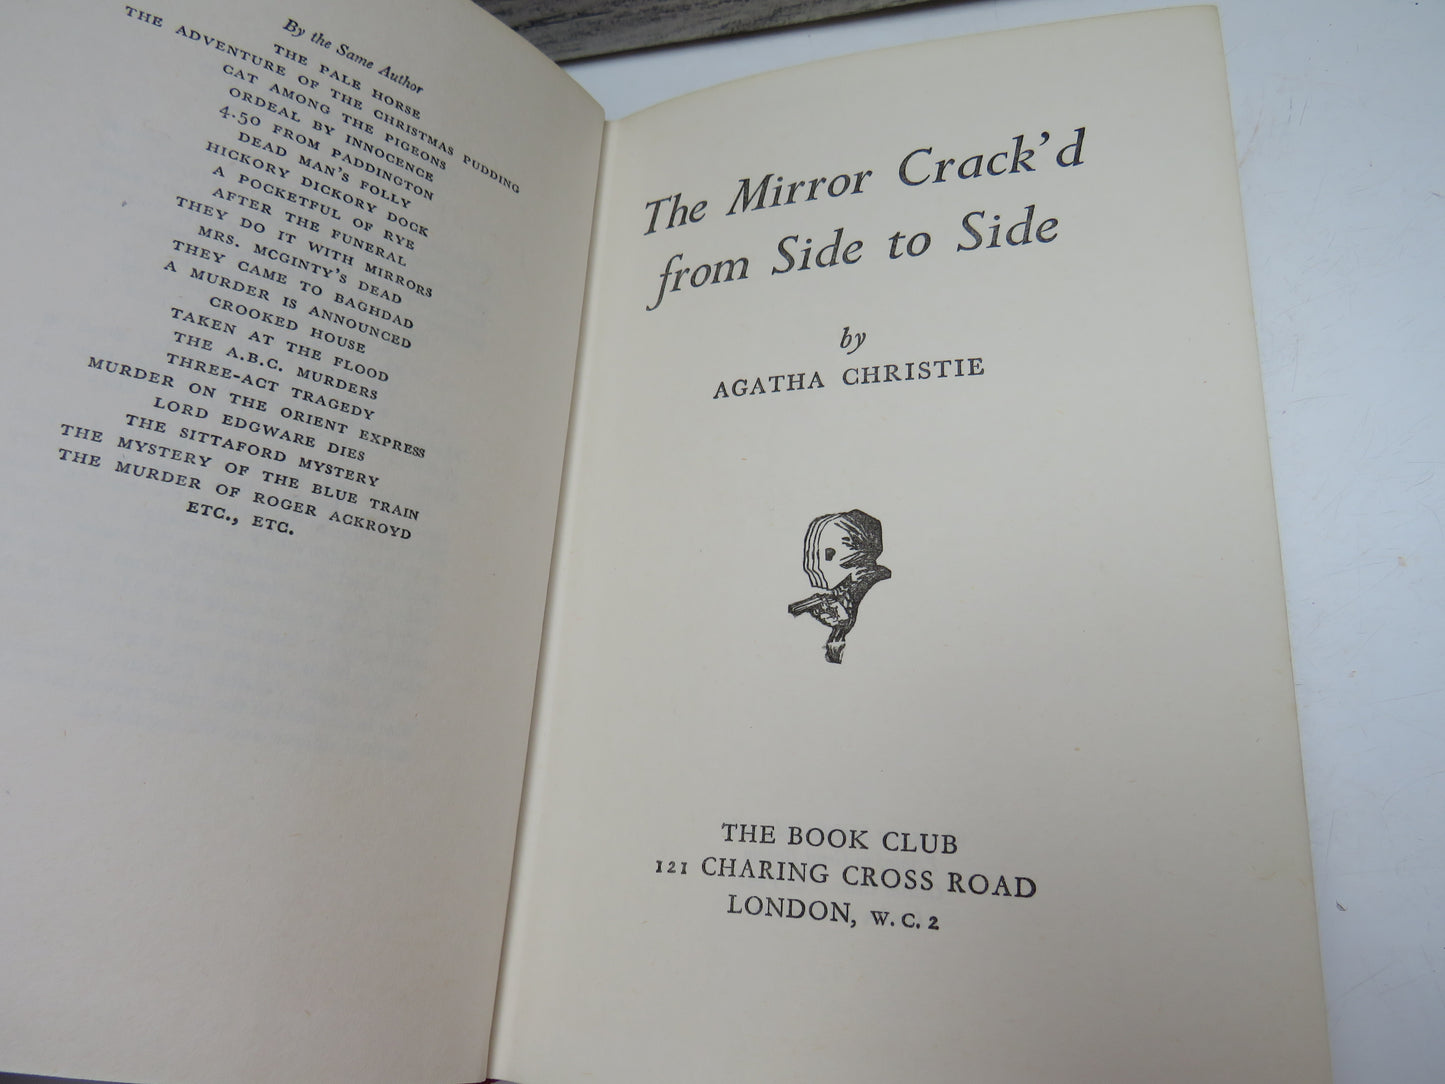 By the Same Author
THE PALE HORSE
THE ADVENTURE OF THE CHRISTMAS PUDDING
CAT AMONG THE PIGEONS
ORDEAL BY INNOCENCE
4.50 FROM PADDINGTON
DEAD MAN'S FOLLY
HICKORY DICKORY DOCK
A POCKETFUL OF RYE
AFTER THE FUNERAL
THEY DO IT WITH MIRRORS
MRS. MCGINTY'S DEAD
THEY CAME TO BAGHDAD
A MURDER IS ANNOUNCED
CROOKED HOUSE
TAKEN AT THE FLOOD
THE A.B.C. MURDERS
THREE-ACT TRAGEDY
MURDER ON THE ORIENT EXPRESS
LORD EDGWARE DIES
THE SITTAFORD MYSTERY
THE MYSTERY OF THE BLUE TRAIN
THE MURDER OF ROGER ACKROYD
ETC., ETC.
The Mirror Crack'd
from Side to Side
by
AGATHA CHRISTIE
THE BOOK CLUB
121 CHARING CROSS ROAD
LONDON, W.C.2